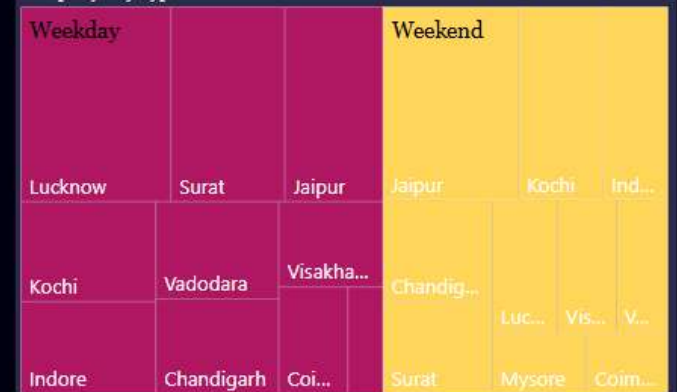 Weekday
Lucknow
Surat
Jaipur
Kochi
Vadodara
Visakha...
Indore
Chandigarh
Coi...
Weekend
Jaipur
Kochi
Ind...
Chandig...
Luc...
Vis...
V...
Surat
Mysore
Coim...